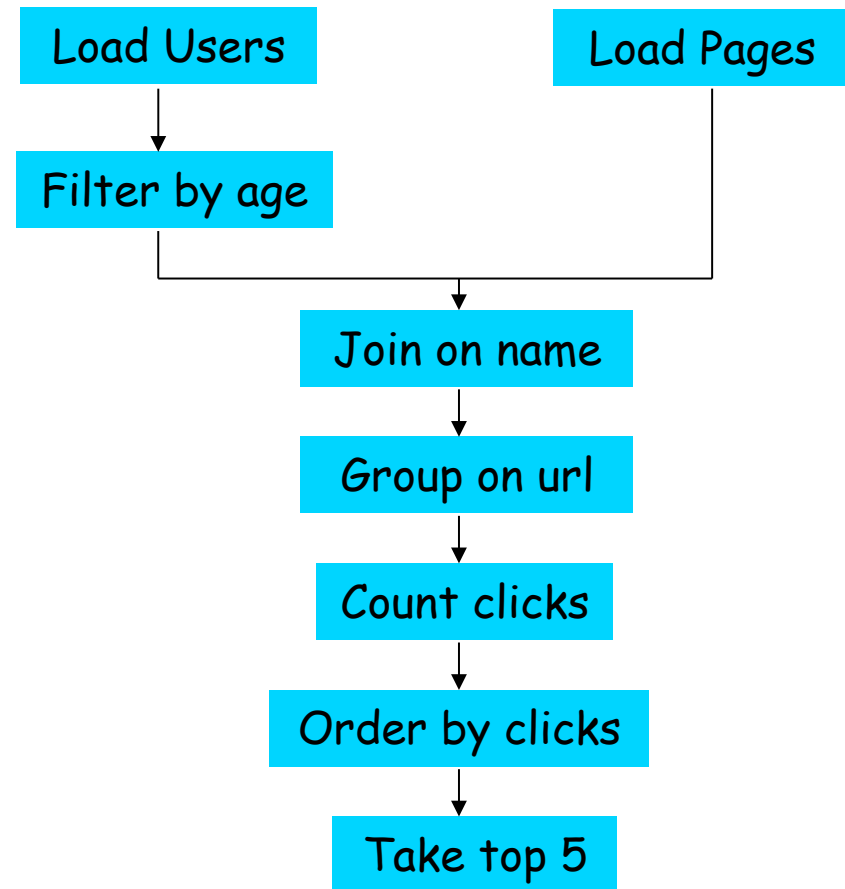 Load Users
Load Pages
Filter by age
Join on name
Group on url
Count clicks
Order by clicks
Take top 5